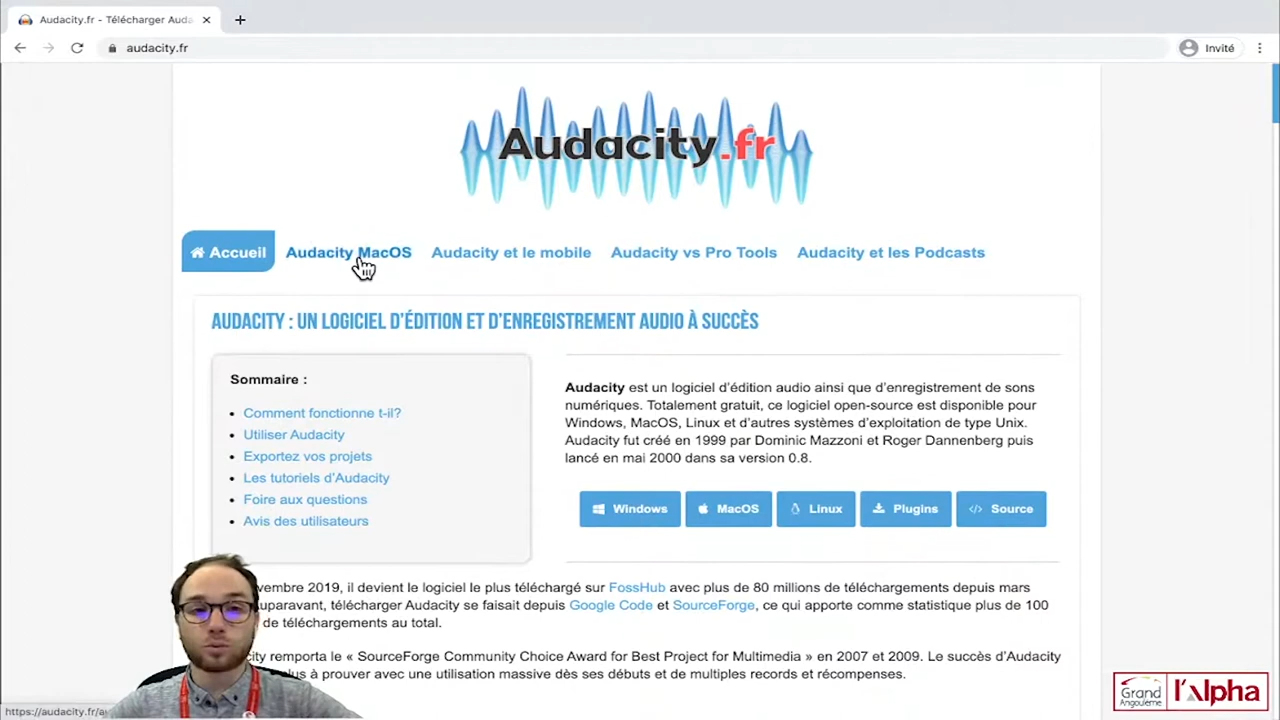 Audacity.fr - Télécharger Auda
audacity.fr
Invité
Audacity.fr
Accueil
Audacity MacOS
Audacity et le mobile
Audacity vs Pro Tools
Audacity et les Podcasts
AUDACITY : UN LOGICIEL D'ÉDITION ET D'ENREGISTREMENT AUDIO À SUCCÈS
Sommaire :
Comment fonctionne t-il?
Utiliser Audacity
Exportez vos projets
Les tutoriels d'Audacity
Foire aux questions
Avis des utilisateurs
Audacity est un logiciel d'édition audio ainsi que d'enregistrement de sons
numériques. Totalement gratuit, ce logiciel open-source est disponible pour
Windows, MacOS, Linux et d'autres systèmes d'exploitation de type Unix.
Audacity fut créé en 1999 par Dominic Mazzoni et Roger Dannenberg puis
lancé en mai 2000 dans sa version 0.8.
Windows
MacOS
Linux
Plugins
Source
vembre 2019, il devient le logiciel le plus téléchargé sur FossHub avec plus de 80 millions de téléchargements depuis mars
uparavant, télécharger Audacity se faisait depuis Google Code et SourceForge, ce qui apporte comme statistique plus de 100
de téléchargements au total.
city remporta le « SourceForge Community Choice Award for Best Project for Multimedia » en 2007 et 2009. Le succès d'Audacity
lus à prouver avec une utilisation massive dès ses débuts et de multiples records et récompenses.
https://audacity.fr/au
Grand
Angoulême
l'Alpha